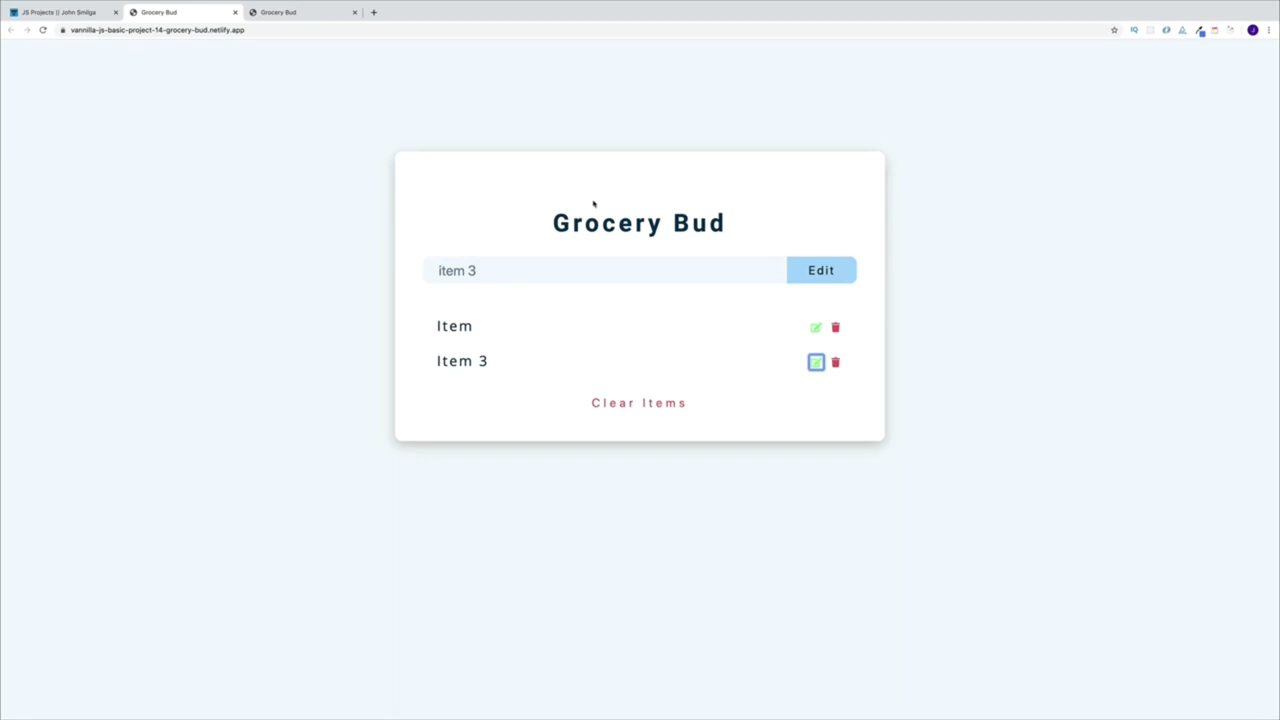 JS Projects || John Smilga
Grocery Bud
Grocery Bud
vannilla-js-basic-project-14-grocery-bud.netlify.app
J
Grocery Bud
item 3
Edit
Item
Item 3
Clear Items